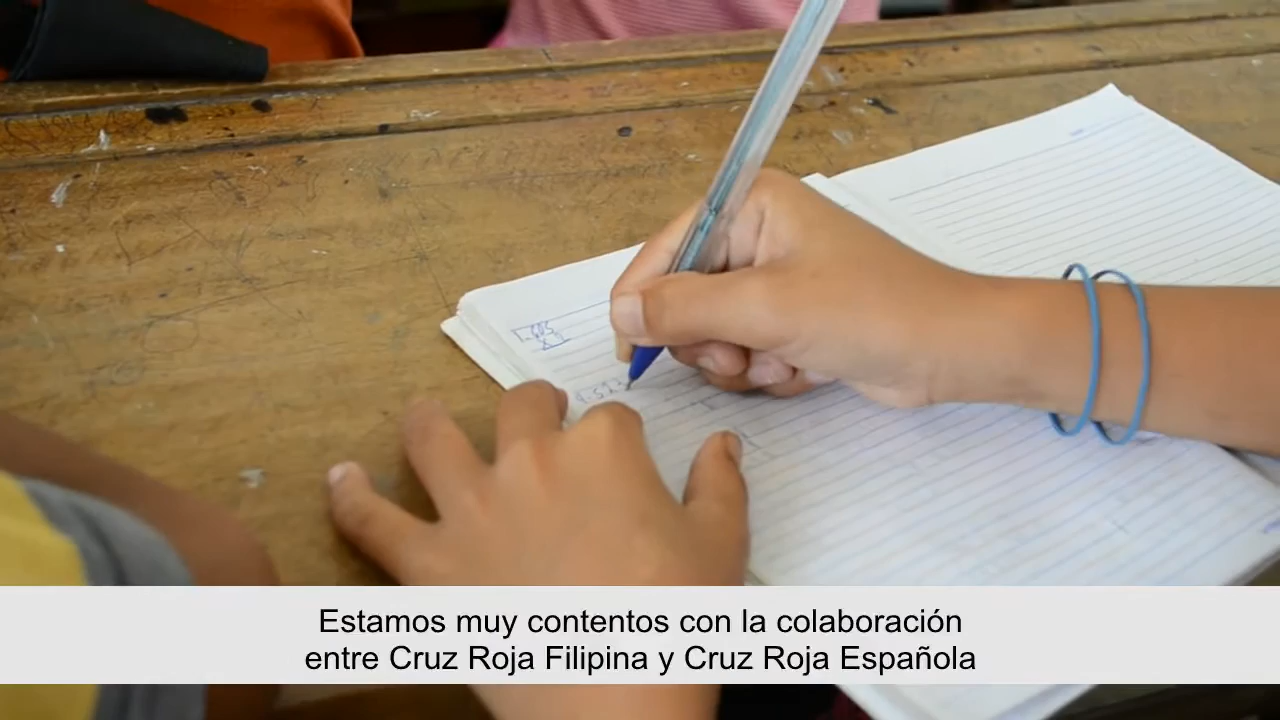 Estamos muy contentos con la colaboración
entre Cruz Roja Filipina y Cruz Roja Española